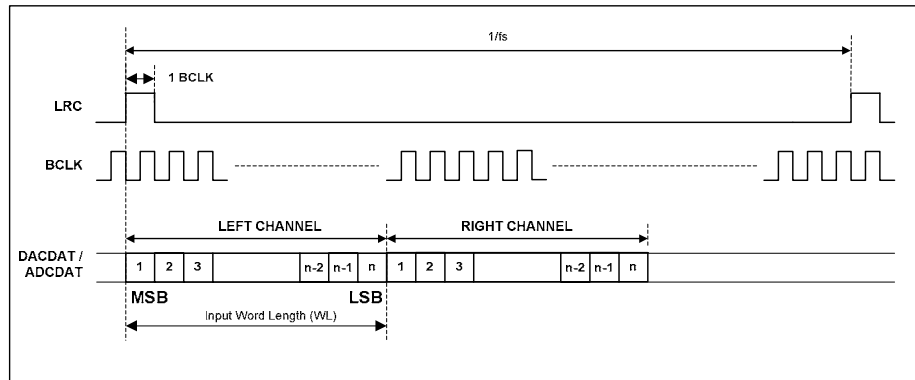 1/fs
1 BCLK
LRC
BCLK
LEFT CHANNEL RIGHT CHANNEL
DACDAT /
ADCDAT
1 2 3 n-2 n-1 n 1 2 3 n-2 n-1 n
MSB LSB
Input Word Length (WL)